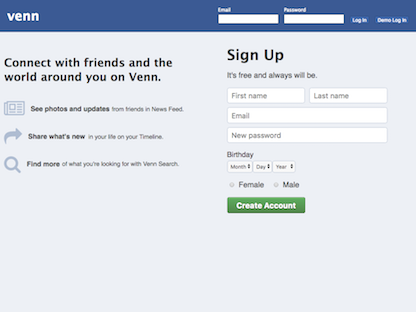 venn
Email
Password
Log In
Demo Log In
Connect with friends and the
world around you on Venn.
See photos and updates from friends in News Feed.
Share what's new in your life on your Timeline.
Find more of what you're looking for with Venn Search.
Sign Up
It's free and always will be.
First name
Last name
Email
New password
Birthday
Month Day Year
Female Male
Create Account